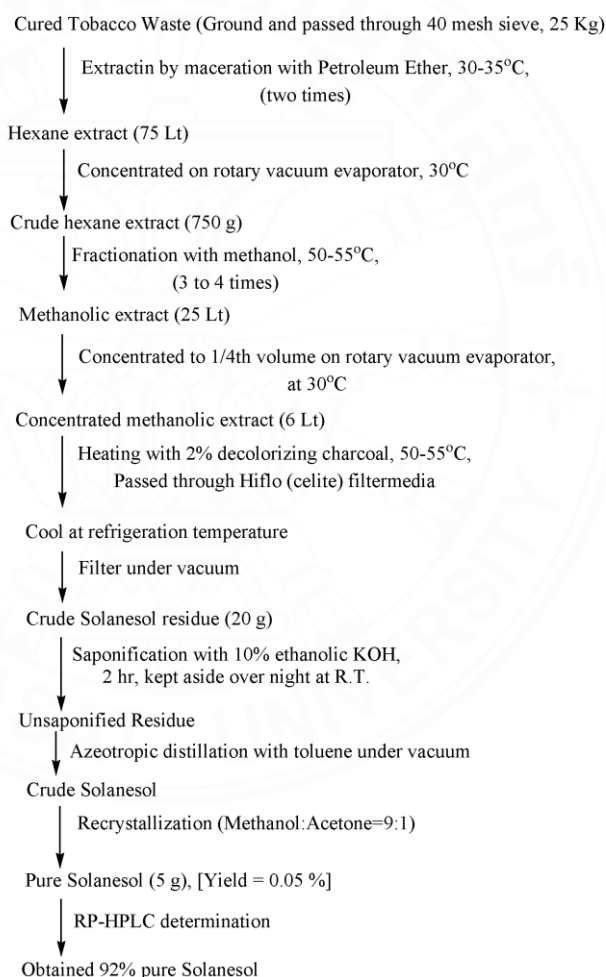 Cured Tobacco Waste (Ground and passed through 40 mesh sieve, 25 Kg)
Extractin by maceration with Petroleum Ether, 30-35°C,
(two times)
Hexane extract (75 Lt)
Concentrated on rotary vacuum evaporator, 30°C
Crude hexane extract (750 g)
Fractionation with methanol, 50-55°C,
(3 to 4 times)
Methanolic extract (25 Lt)
Concentrated to 1/4th volume on rotary vacuum evaporator,
at 30°C
Concentrated methanolic extract (6 Lt)
Heating with 2% decolorizing charcoal, 50-55°C,
Passed through Hiflo (celite) filtermedia
Cool at refrigeration temperature
Filter under vacuum
Crude Solanesol residue (20 g)
Saponification with 10% ethanolic KOH,
2 hr, kept aside over night at R.T.
Unsaponified Residue
Azeotropic distillation with toluene under vacuum
Crude Solanesol
Recrystallization (Methanol:Acetone=9:1)
Pure Solanesol (5 g), [Yield = 0.05 %]
RP-HPLC determination
Obtained 92% pure Solanesol
UNIVERSITY